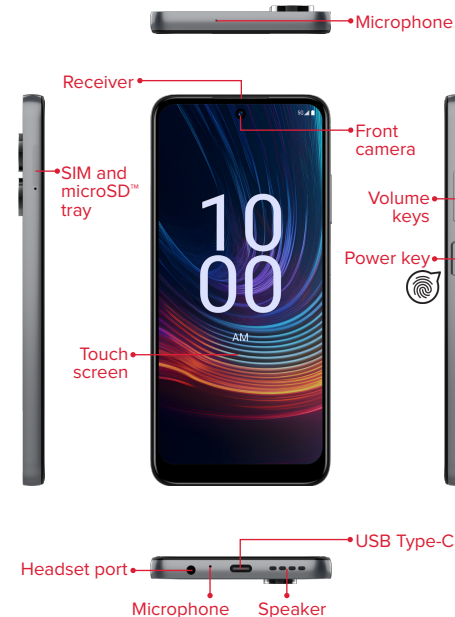 Microphone
Receiver
5G
Front
camera
SIM and
microSD™
tray
Volume
keys
10
00
Power key
AM
Touch
screen
USB Type-C
Headset port
Microphone
Speaker